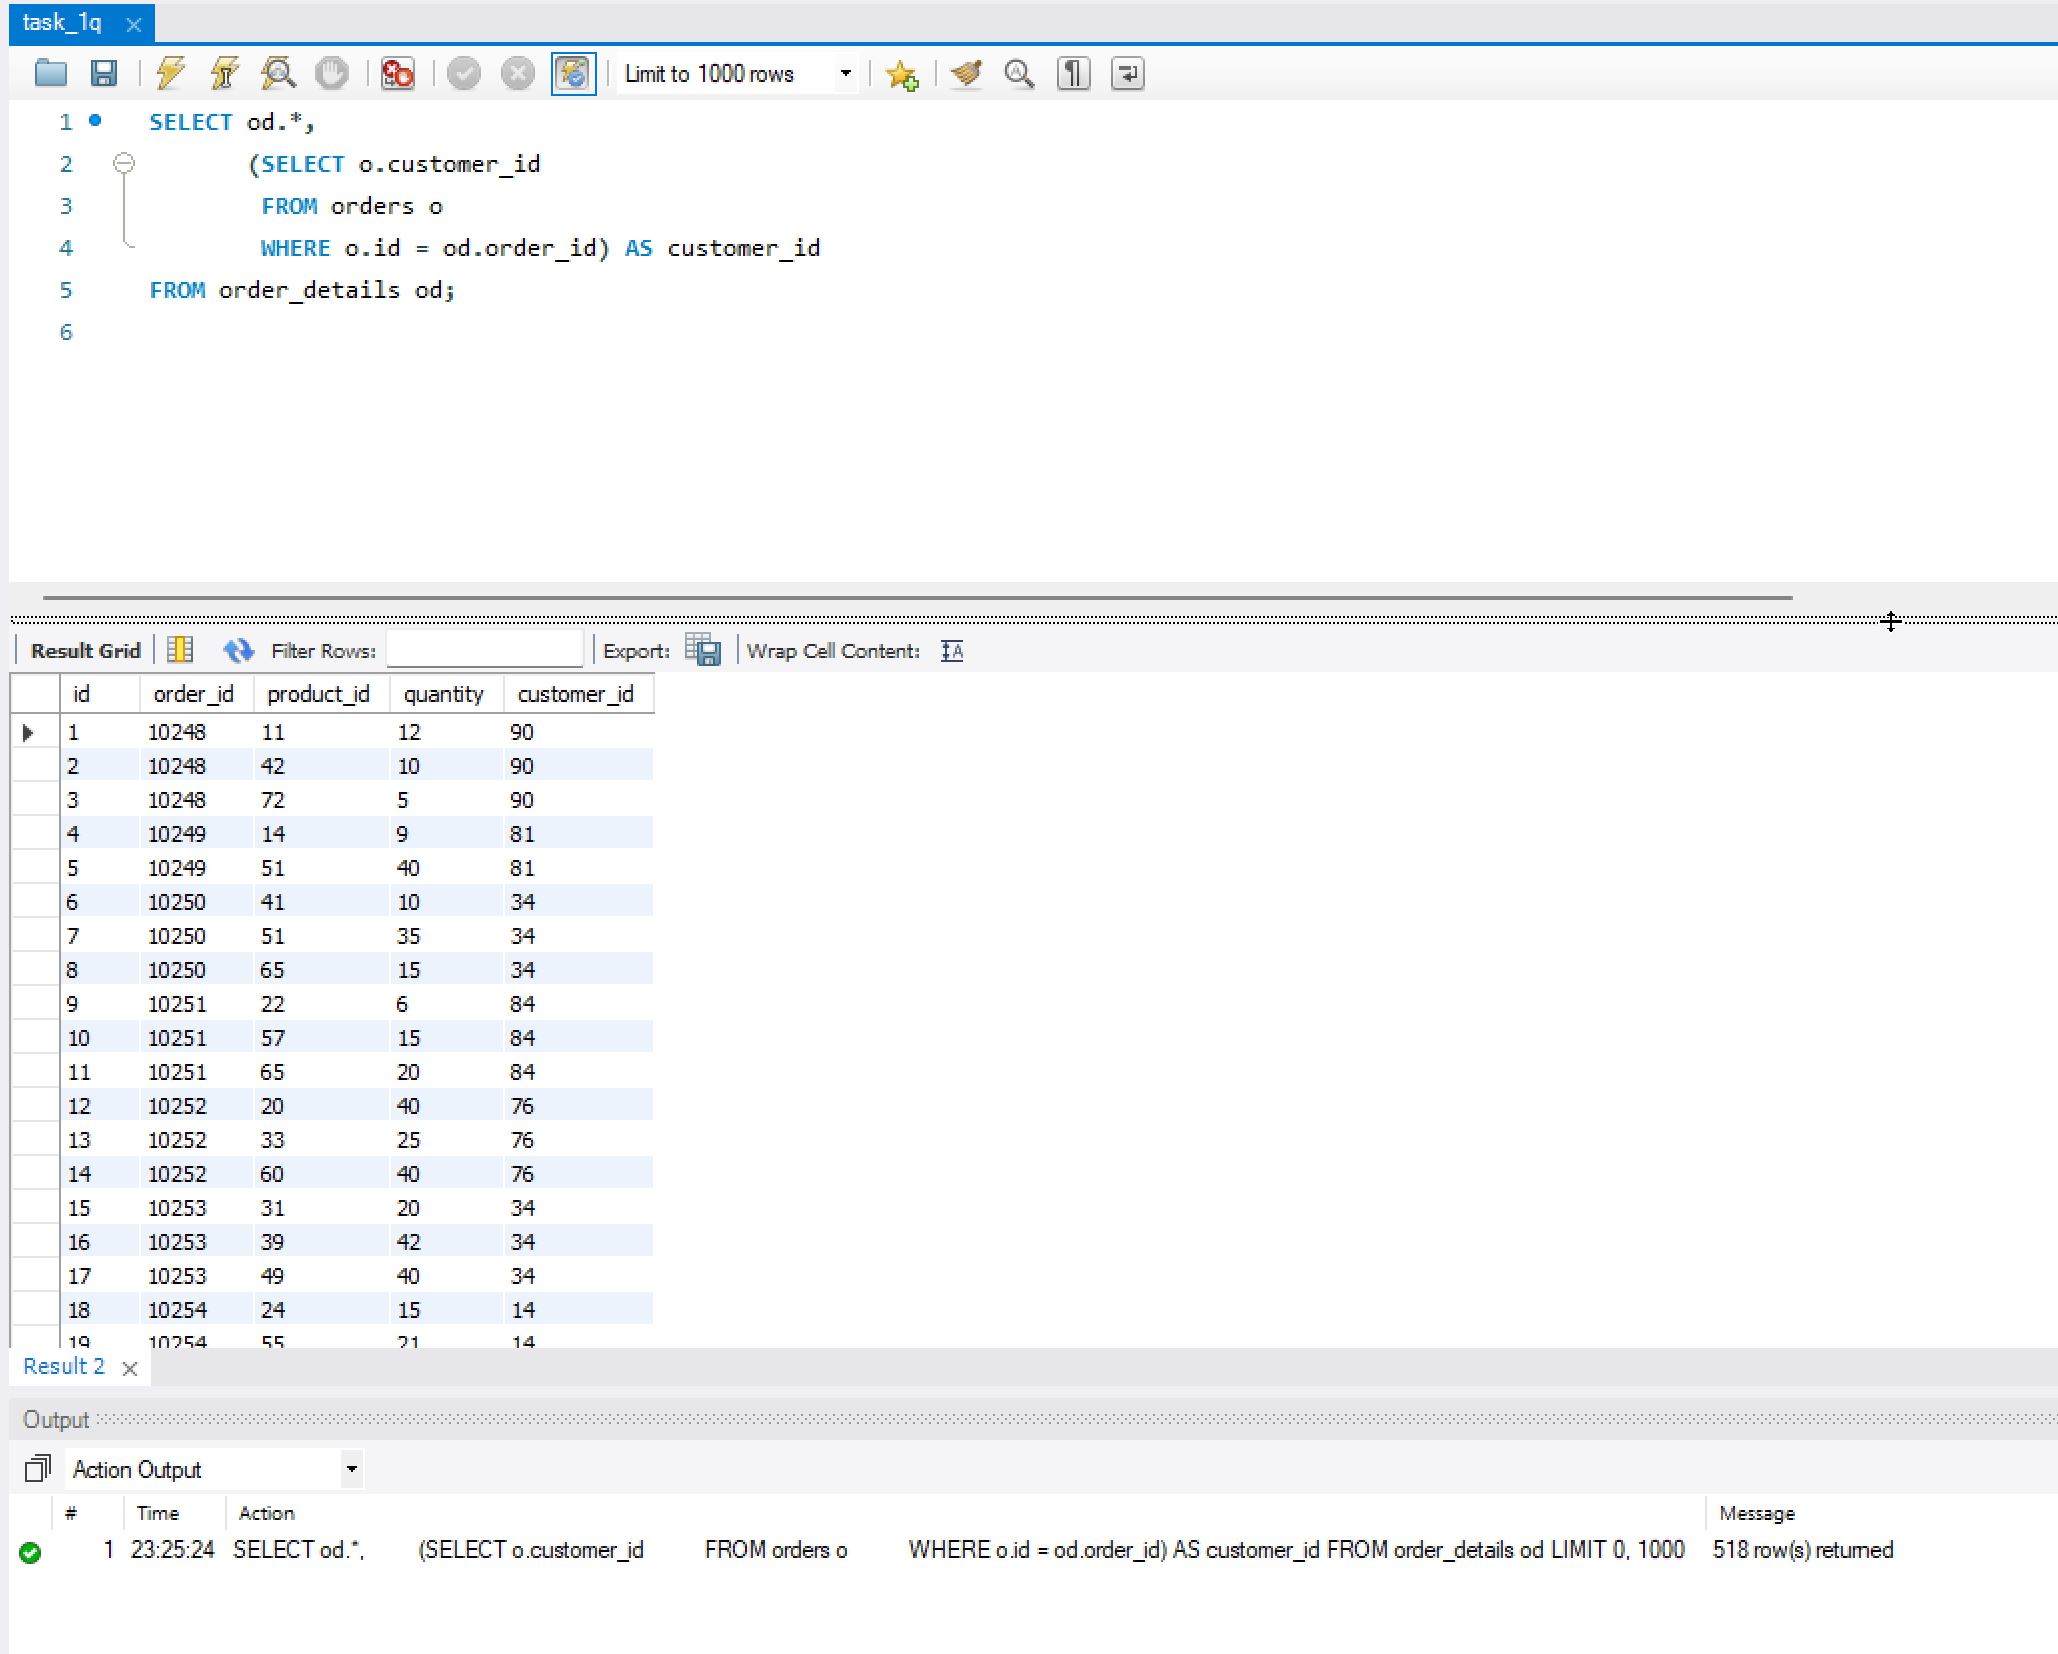 task_1q
Limit to 1000 rows
1 SELECT od.*,
2 (SELECT o.customer_id
3 FROM orders o
4 WHERE o.id = od.order_id) AS customer_id
5 FROM order_details od;
6
Result Grid Filter Rows: Export: Wrap Cell Content:
id order_id product_id quantity customer_id
1 10248 11 12 90
2 10248 42 10 90
3 10248 72 5 90
4 10249 14 9 81
5 10249 51 40 81
6 10250 41 10 34
7 10250 51 35 34
8 10250 65 15 34
9 10251 22 6 84
10 10251 57 15 84
11 10251 65 20 84
12 10252 20 40 76
13 10252 33 25 76
14 10252 60 40 76
15 10253 31 20 34
16 10253 39 42 34
17 10253 49 40 34
18 10254 24 15 14
19 10254 55 21 14
Result 2
Output
Action Output
# Time Action Message
1 23:25:24 SELECT od.*, (SELECT o.customer_id FROM orders o WHERE o.id = od.order_id) AS customer_id FROM order_details od LIMIT 0, 1000 518 row(s) returned